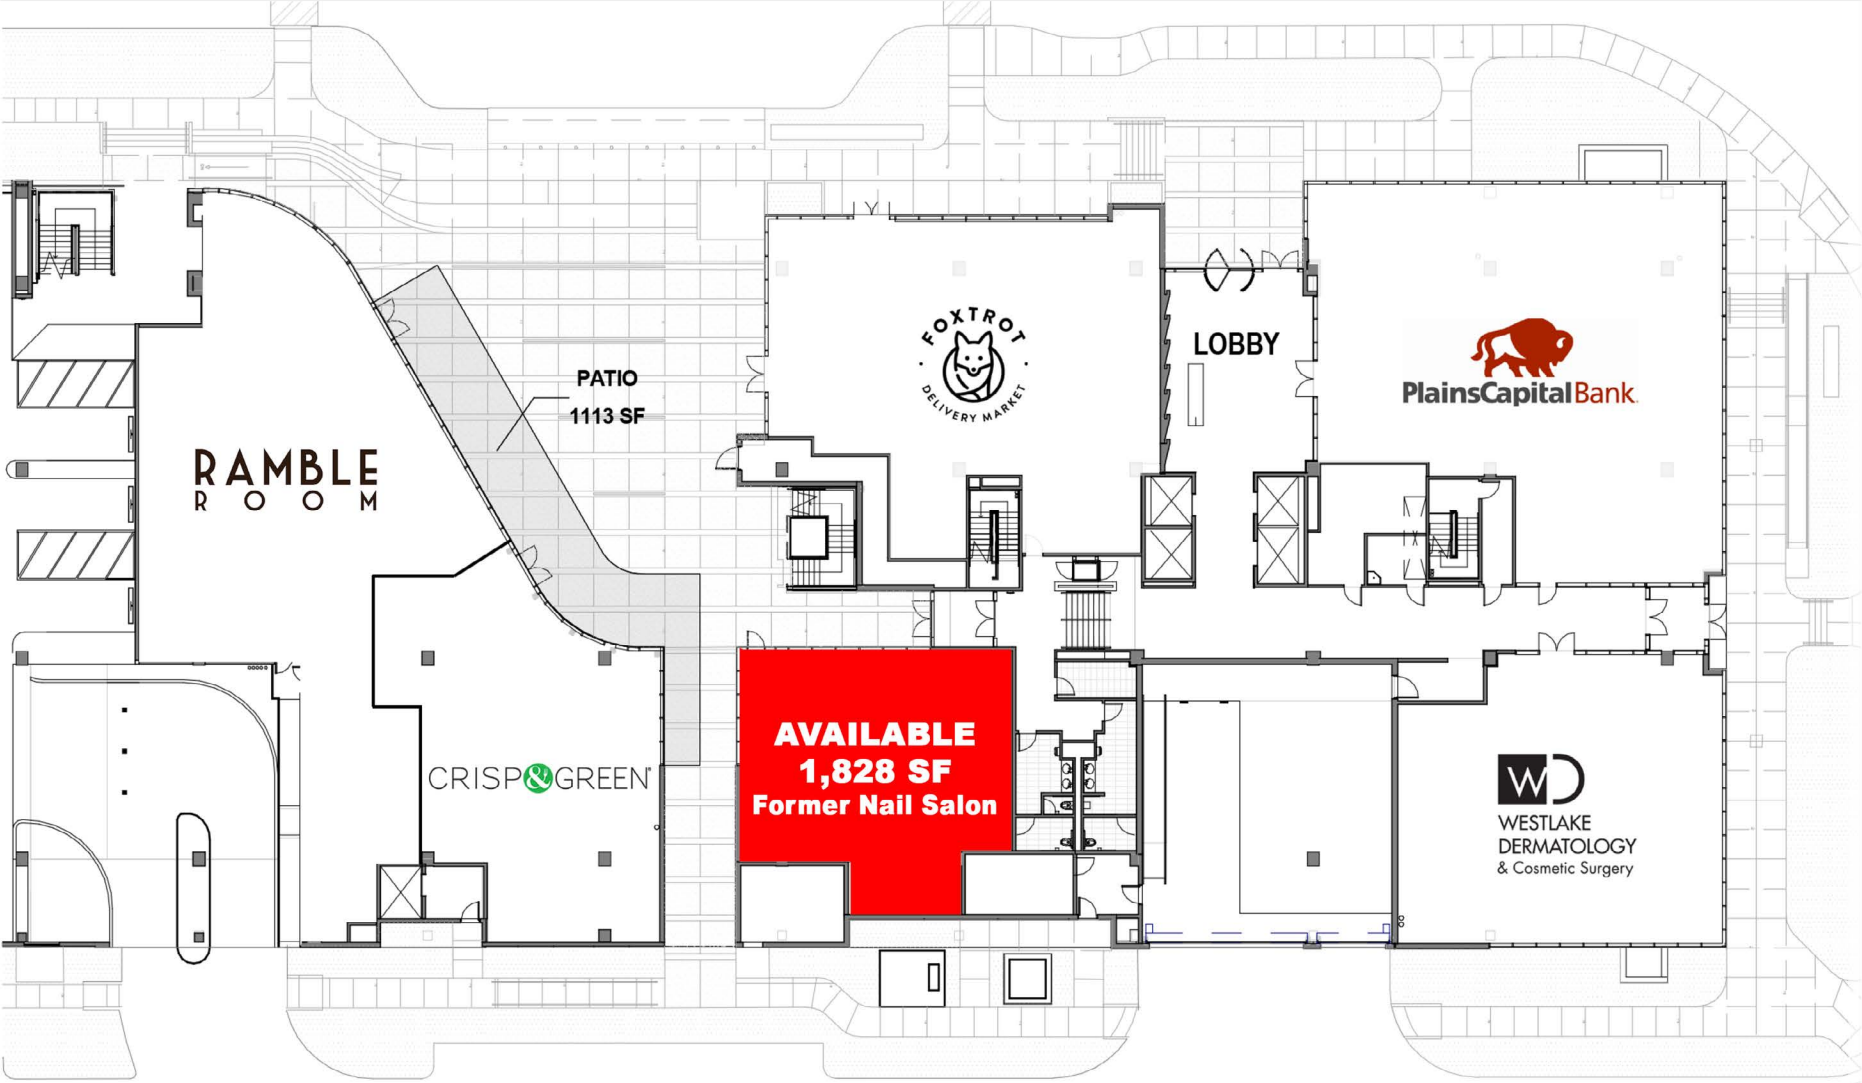 FOXTROT
DELIVERY MARKET
LOBBY
PlainsCapitalBank
PATIO
1113 SF
RAMBLE
ROOM
AVAILABLE
1,828 SF
Former Nail Salon
CRISP&GREEN
WD
WESTLAKE
DERMATOLOGY
& Cosmetic Surgery